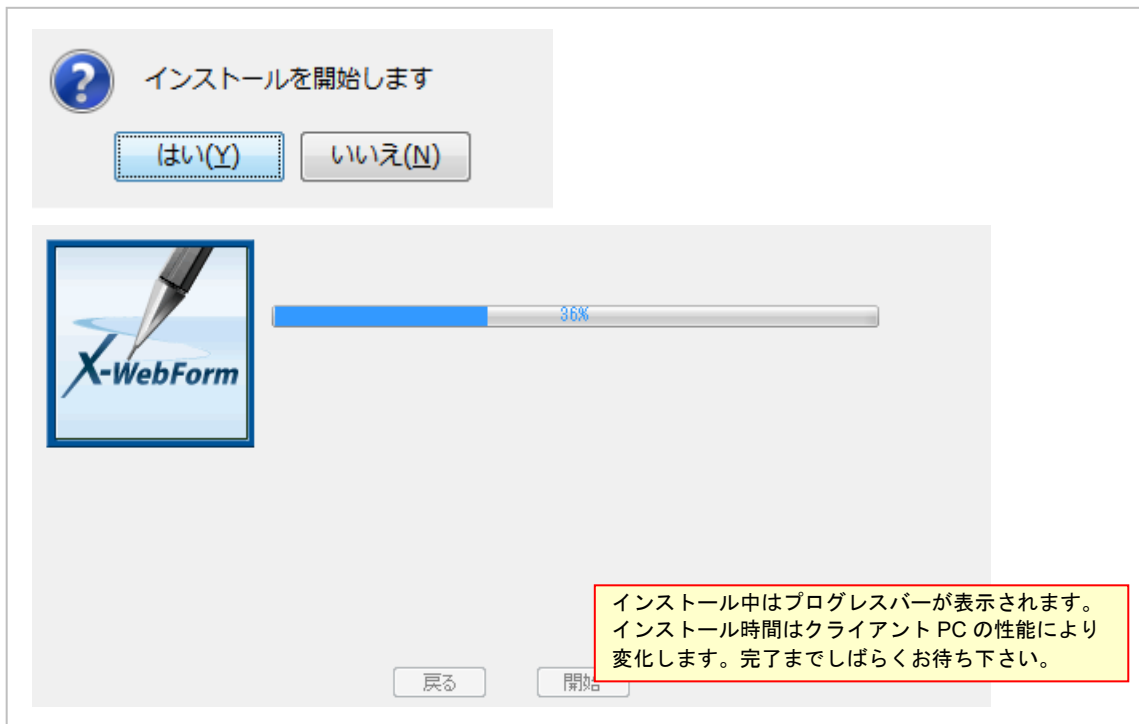 インストールを開始します
はい(Y)
いいえ(N)
X-WebForm
36%
インストール中はプログレスバーが表示されます。
インストール時間はクライアント PC の性能により
変化します。完了までしばらくお待ち下さい。
戻る
開始